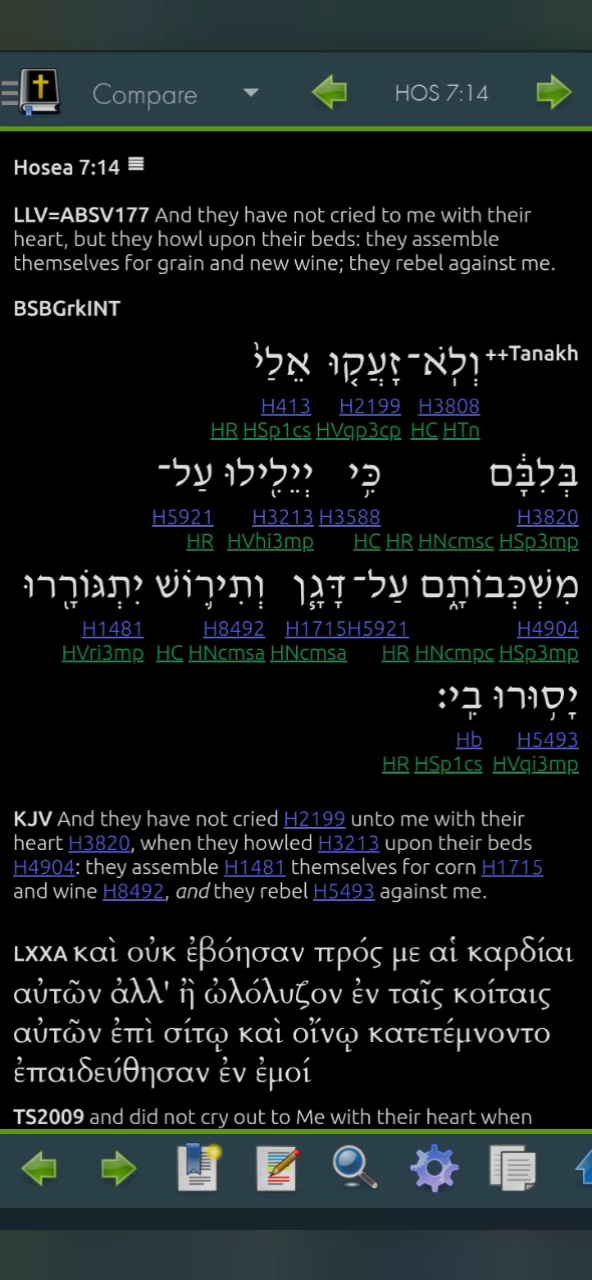 Compare
HOS 7:14
Hosea 7:14
LLV=ABSV177 And they have not cried to me with their
heart, but they howl upon their beds: they assemble
themselves for grain and new wine; they rebel against me.
BSBGrkINT
++Tanakh וְלֹֽא־זָעֲק֤וּ אֵלַי֙
H413 H2199 H3808
HR HSp1cs HVqp3cp HC HTn
בְּלִבָּ֔ם כִּ֥י יְיֵלִ֖ילוּ עַל־
H5921 H3213 H3588 H3820
HR HVhi3mp HC HR HNcmsc HSp3mp
מִשְׁכְּבוֹתָ֑ם עַל־דָּגָ֧ן וְתִיר֛וֹשׁ יִתְגּוֹרָ֖רוּ
H1481 H8492 H1715H5921 H4904
HVri3mp HC HNcmsa HNcmsa HR HNcmpc HSp3mp
יָס֥וּרוּ בִֽי׃
Hb H5493
HR HSp1cs HVqi3mp
KJV And they have not cried H2199 unto me with their
heart H3820, when they howled H3213 upon their beds
H4904: they assemble H1481 themselves for corn H1715
and wine H8492, and they rebel H5493 against me.
LXXA καὶ οὐκ ἐβόησαν πρός με αἱ καρδίαι
αὐτῶν ἀλλ' ἢ ὠλόλυζον ἐν ταῖς κοίταις
αὐτῶν ἐπὶ σίτῳ καὶ οἴνῳ κατετέμνοντο
ἐπαιδεύθησαν ἐν ἐμοί
TS2009 and did not cry out to Me with their heart when